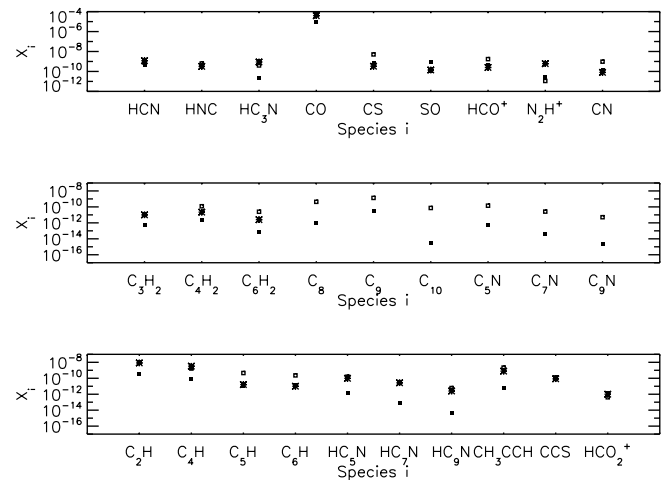 10⁻⁴
10⁻⁶
10⁻⁸
10⁻¹⁰
10⁻¹²
Xᵢ
HCN HNC HC₃N CO CS SO HCO⁺ N₂H⁺ CN
Species i
10⁻⁸
10⁻¹⁰
10⁻¹²
10⁻¹⁴
10⁻¹⁶
Xᵢ
C₃H₂ C₄H₂ C₆H₂ C₈ C₉ C₁₀ C₅N C₇N C₉N
Species i
10⁻⁸
10⁻¹⁰
10⁻¹²
10⁻¹⁴
10⁻¹⁶
Xᵢ
C₂H C₄H C₅H C₆H HC₅N HC₇N HC₉N CH₃CCH CCS HCO₂⁺
Species i